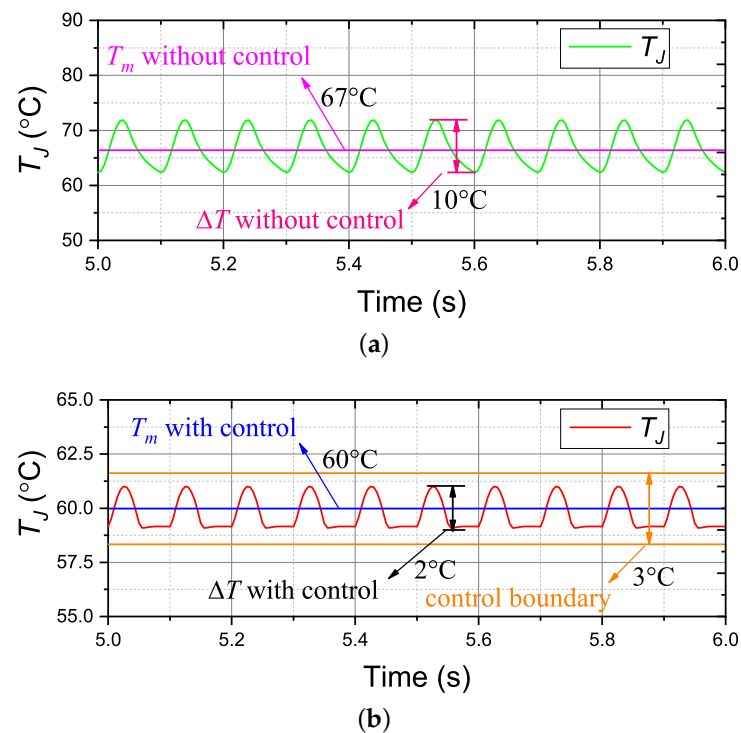 90
T_m without control
T_J
80
67°C
70
T_J (°C)
60
10°C
ΔT without control
50
5.0 5.2 5.4 5.6 5.8 6.0
Time (s)
(a)
65.0
T_m with control
T_J
62.5
60°C
T_J (°C)
60.0
57.5
2°C
3°C
ΔT with control
control boundary
55.0
5.0 5.2 5.4 5.6 5.8 6.0
Time (s)
(b)